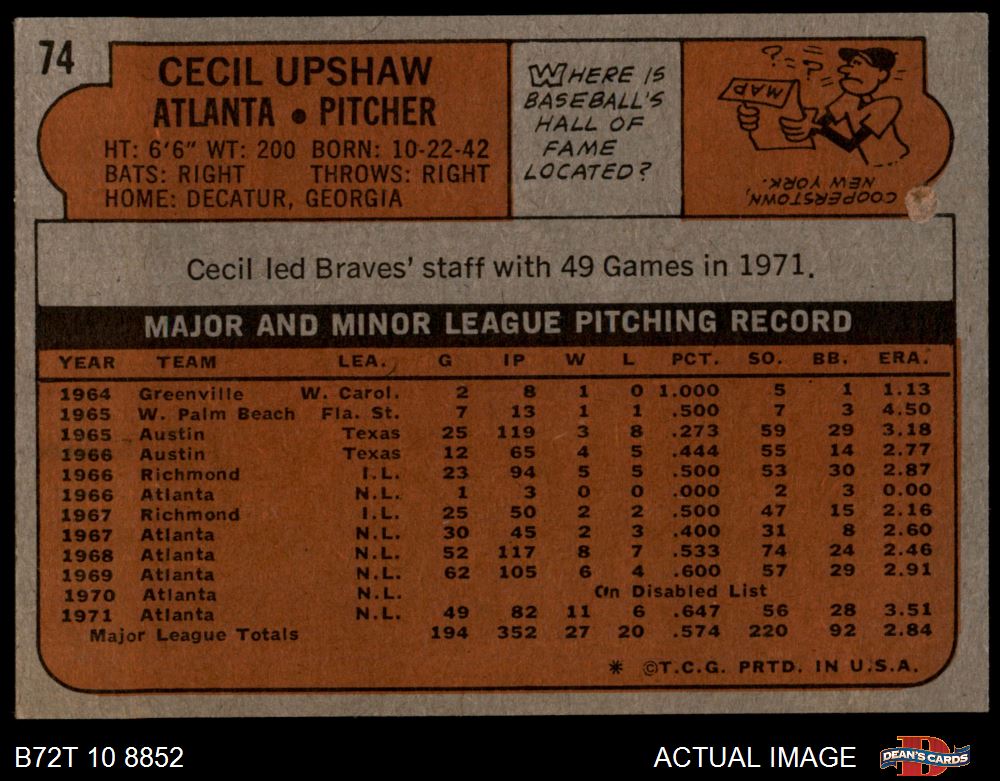 74
CECIL UPSHAW
ATLANTA • PITCHER
HT: 6'6" WT: 200 BORN: 10-22-42
BATS: RIGHT THROWS: RIGHT
HOME: DECATUR, GEORGIA
WHERE IS
BASEBALL'S
HALL OF
FAME
LOCATED?
? ? ?
MAP
COOPERSTOWN,
NEW YORK.
Cecil led Braves' staff with 49 Games in 1971.
MAJOR AND MINOR LEAGUE PITCHING RECORD
YEAR TEAM LEA. G IP W L PCT. SO. BB. ERA.
1964 Greenville W. Carol. 2 8 1 0 1.000 5 1 1.13
1965 W. Palm Beach Fla. St. 7 13 1 1 .500 7 3 4.50
1965 Austin Texas 25 119 3 8 .273 59 29 3.18
1966 Austin Texas 12 65 4 5 .444 55 14 2.77
1966 Richmond I.L. 23 94 5 5 .500 53 30 2.87
1966 Atlanta N.L. 1 3 0 0 .000 2 3 0.00
1967 Richmond I.L. 25 50 2 2 .500 47 15 2.16
1967 Atlanta N.L. 30 45 2 3 .400 31 8 2.60
1968 Atlanta N.L. 52 117 8 7 .533 74 24 2.46
1969 Atlanta N.L. 62 105 6 4 .600 57 29 2.91
1970 Atlanta N.L. On Disabled List
1971 Atlanta N.L. 49 82 11 6 .647 56 28 3.51
Major League Totals 194 352 27 20 .574 220 92 2.84
* ©T.C.G. PRTD. IN U.S.A.
B72T 10 8852
ACTUAL IMAGE
DEAN'S CARDS